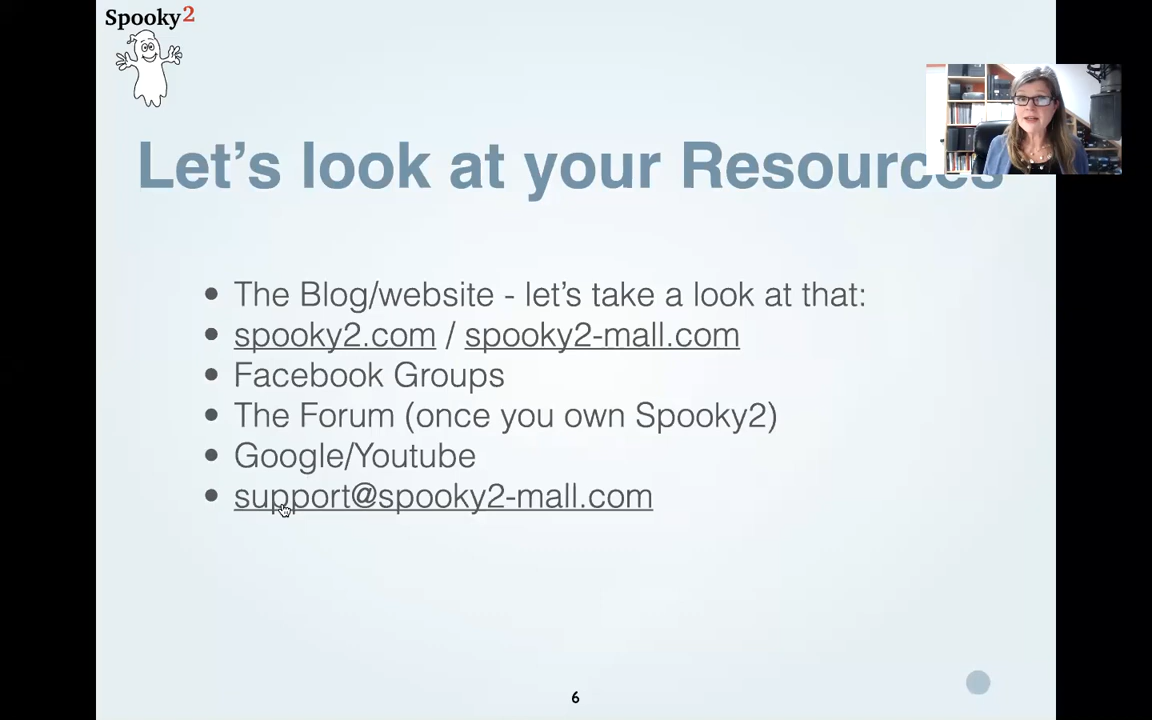 Spooky2
Let's look at your Resources
The Blog/website - let's take a look at that:
spooky2.com / spooky2-mall.com
Facebook Groups
The Forum (once you own Spooky2)
Google/Youtube
support@spooky2-mall.com
6